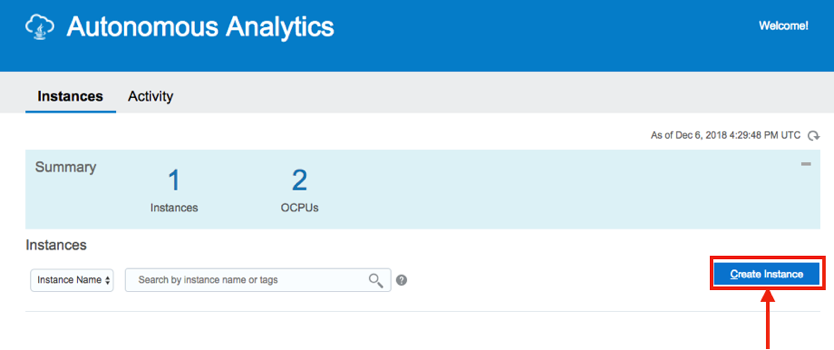 Autonomous Analytics
Welcome!
Instances Activity
As of Dec 6, 2018 4:29:48 PM UTC
Summary
1 2
Instances OCPUs
Instances
Instance Name Search by instance name or tags ?
Create Instance